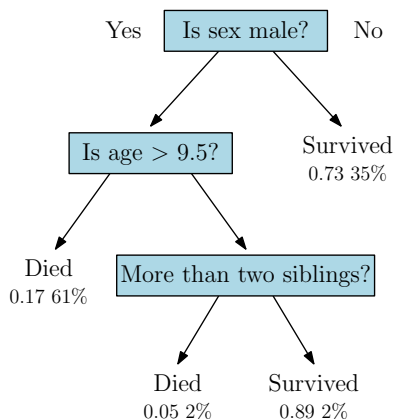 Yes Is sex male? No
Is age > 9.5?
Survived
0.73 35%
Died
0.17 61%
More than two siblings?
Died
0.05 2%
Survived
0.89 2%